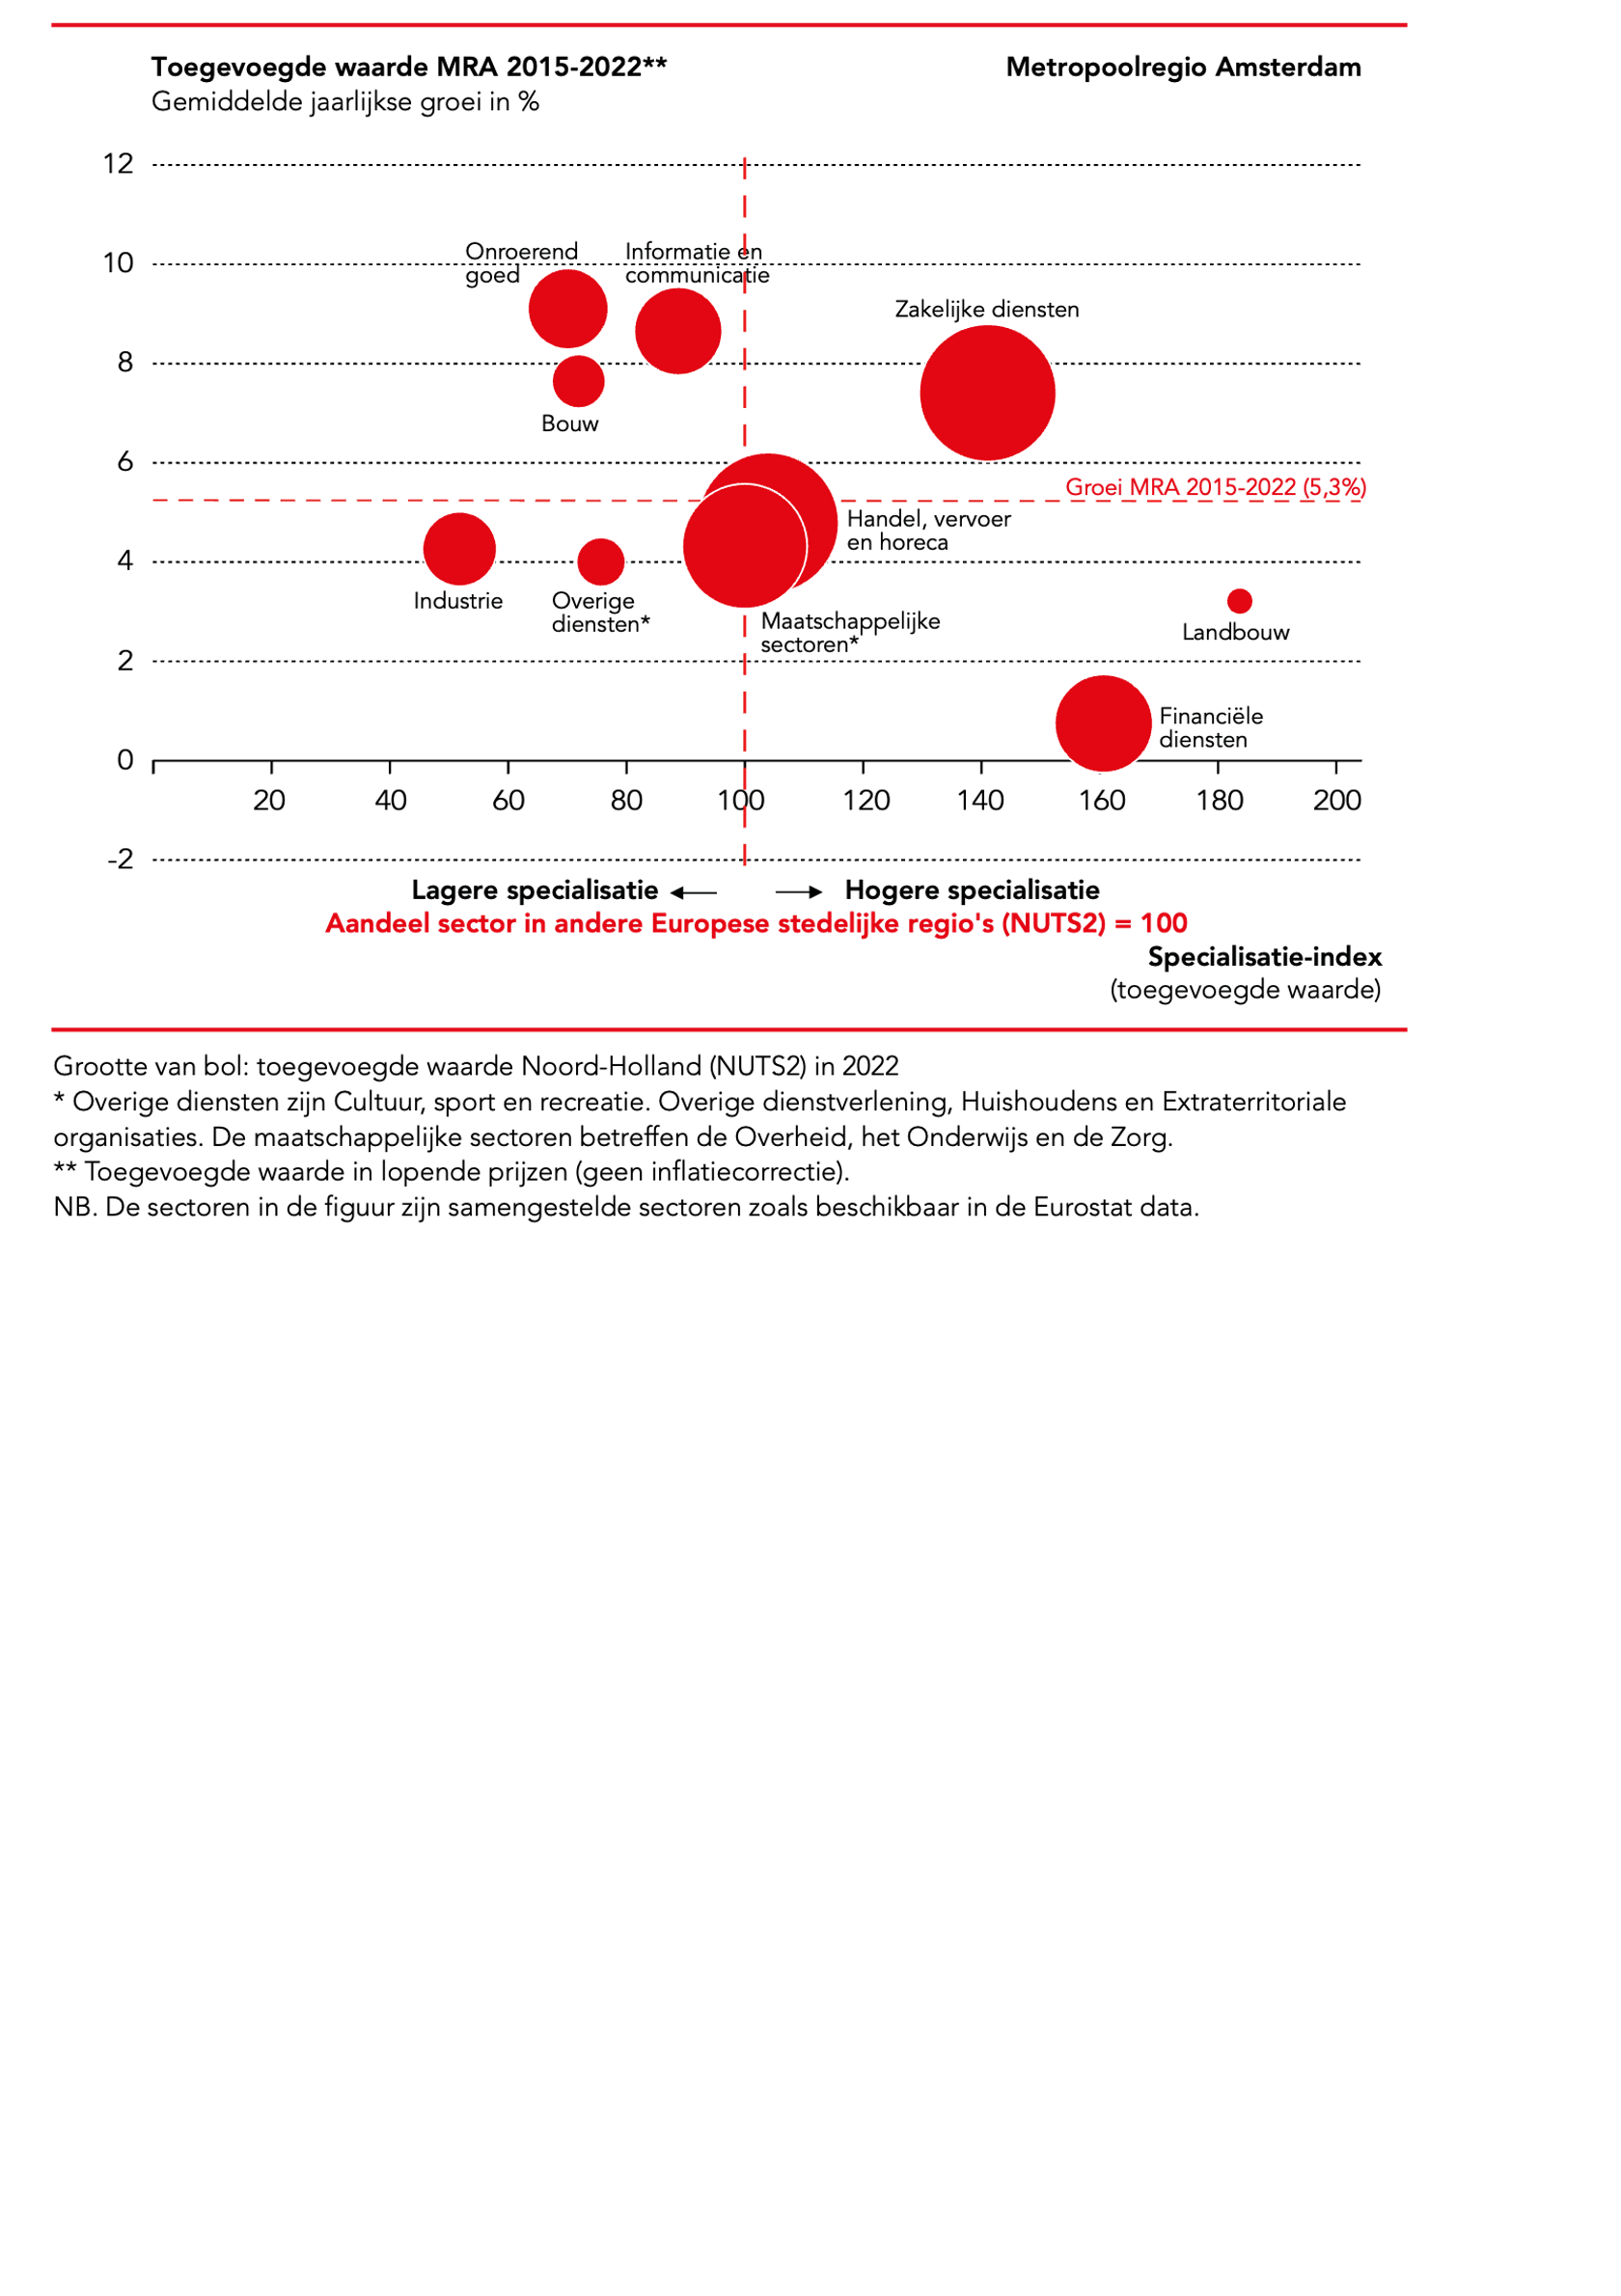 Toegevoegde waarde MRA 2015-2022**
Metropoolregio Amsterdam
Gemiddelde jaarlijkse groei in %
12
10
8
6
4
2
0
-2
Onroerend
goed
Informatie en
communicatie
Zakelijke diensten
Bouw
Groei MRA 2015-2022 (5,3%)
Handel, vervoer
en horeca
Industrie
Overige
diensten*
Maatschappelijke
sectoren*
Landbouw
Financiële
diensten
20 40 60 80 100 120 140 160 180 200
Lagere specialisatie
Hogere specialisatie
Aandeel sector in andere Europese stedelijke regio's (NUTS2) = 100
Specialisatie-index
(toegevoegde waarde)
Grootte van bol: toegevoegde waarde Noord-Holland (NUTS2) in 2022
* Overige diensten zijn Cultuur, sport en recreatie. Overige dienstverlening, Huishoudens en Extraterritoriale
organisaties. De maatschappelijke sectoren betreffen de Overheid, het Onderwijs en de Zorg.
** Toegevoegde waarde in lopende prijzen (geen inflatiecorrectie).
NB. De sectoren in de figuur zijn samengestelde sectoren zoals beschikbaar in de Eurostat data.